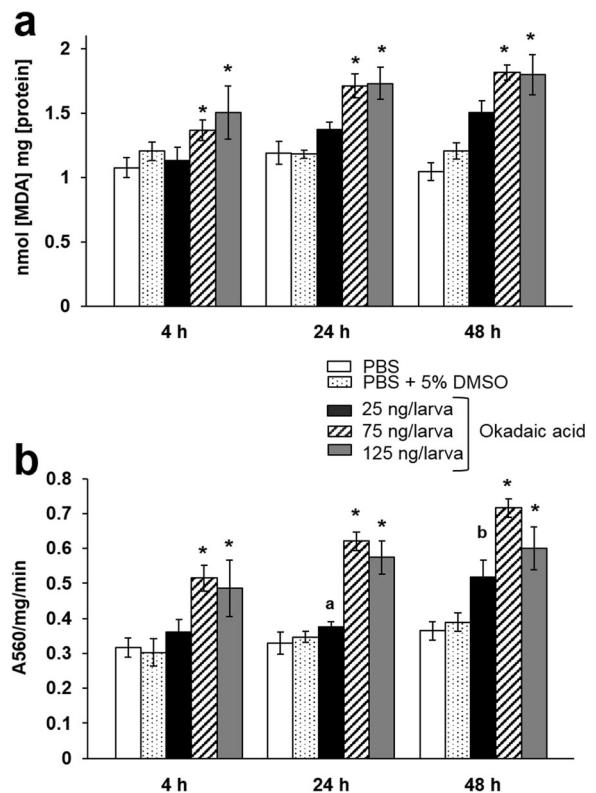 a
nmol [MDA] mg [protein]
2
1.5
1
0.5
0
* * * * * *
4 h 24 h 48 h
PBS
PBS + 5% DMSO
25 ng/larva
75 ng/larva
125 ng/larva
Okadaic acid
b
A560/mg/min
0.8
0.7
0.6
0.5
0.4
0.3
0.2
0.1
0
* * a * * b * *
4 h 24 h 48 h